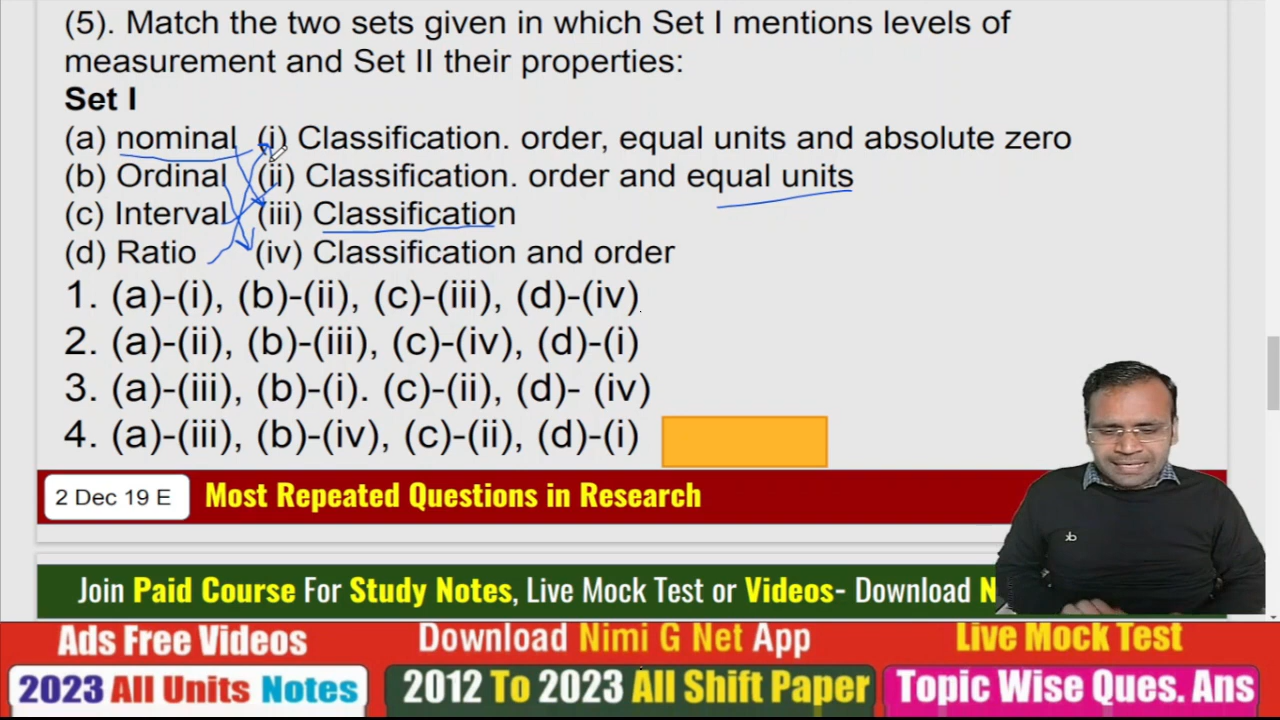 (5). Match the two sets given in which Set I mentions levels of
measurement and Set II their properties:
Set I
(a) nominal (i) Classification. order, equal units and absolute zero
(b) Ordinal (ii) Classification. order and equal units
(c) Interval (iii) Classification
(d) Ratio (iv) Classification and order
1. (a)-(i), (b)-(ii), (c)-(iii), (d)-(iv)
2. (a)-(ii), (b)-(iii), (c)-(iv), (d)-(i)
3. (a)-(iii), (b)-(i). (c)-(ii), (d)- (iv)
4. (a)-(iii), (b)-(iv), (c)-(ii), (d)-(i)
2 Dec 19 E Most Repeated Questions in Research
Join Paid Course For Study Notes, Live Mock Test or Videos- Download N
Ads Free Videos Download Nimi G Net App Live Mock Test
2023 All Units Notes 2012 To 2023 All Shift Paper Topic Wise Ques. Ans